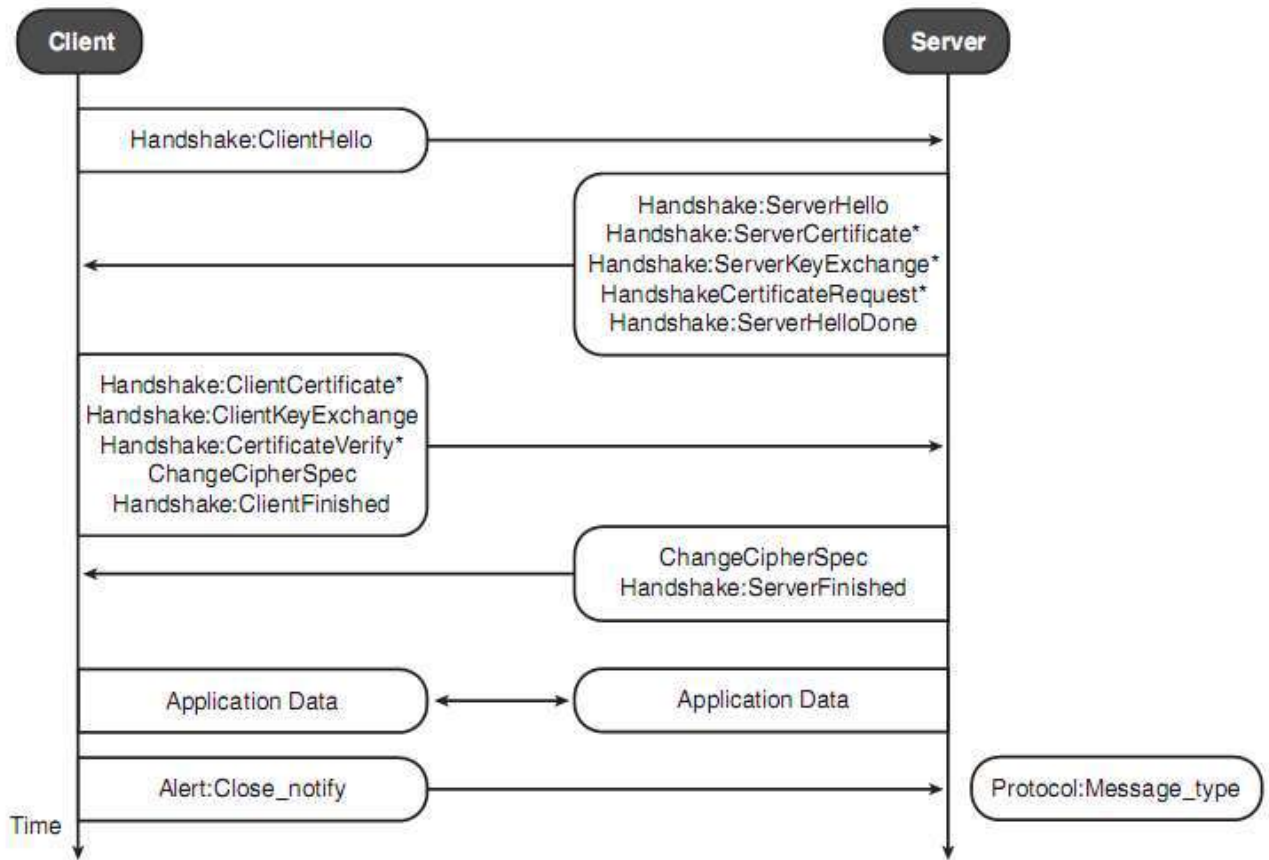 Client
Server
Handshake:ClientHello
Handshake:ServerHello
Handshake:ServerCertificate*
Handshake:ServerKeyExchange*
HandshakeCertificateRequest*
Handshake:ServerHelloDone
Handshake:ClientCertificate*
Handshake:ClientKeyExchange
Handshake:CertificateVerify*
ChangeCipherSpec
Handshake:ClientFinished
ChangeCipherSpec
Handshake:ServerFinished
Application Data
Application Data
Alert:Close_notify
Protocol:Message_type
Time